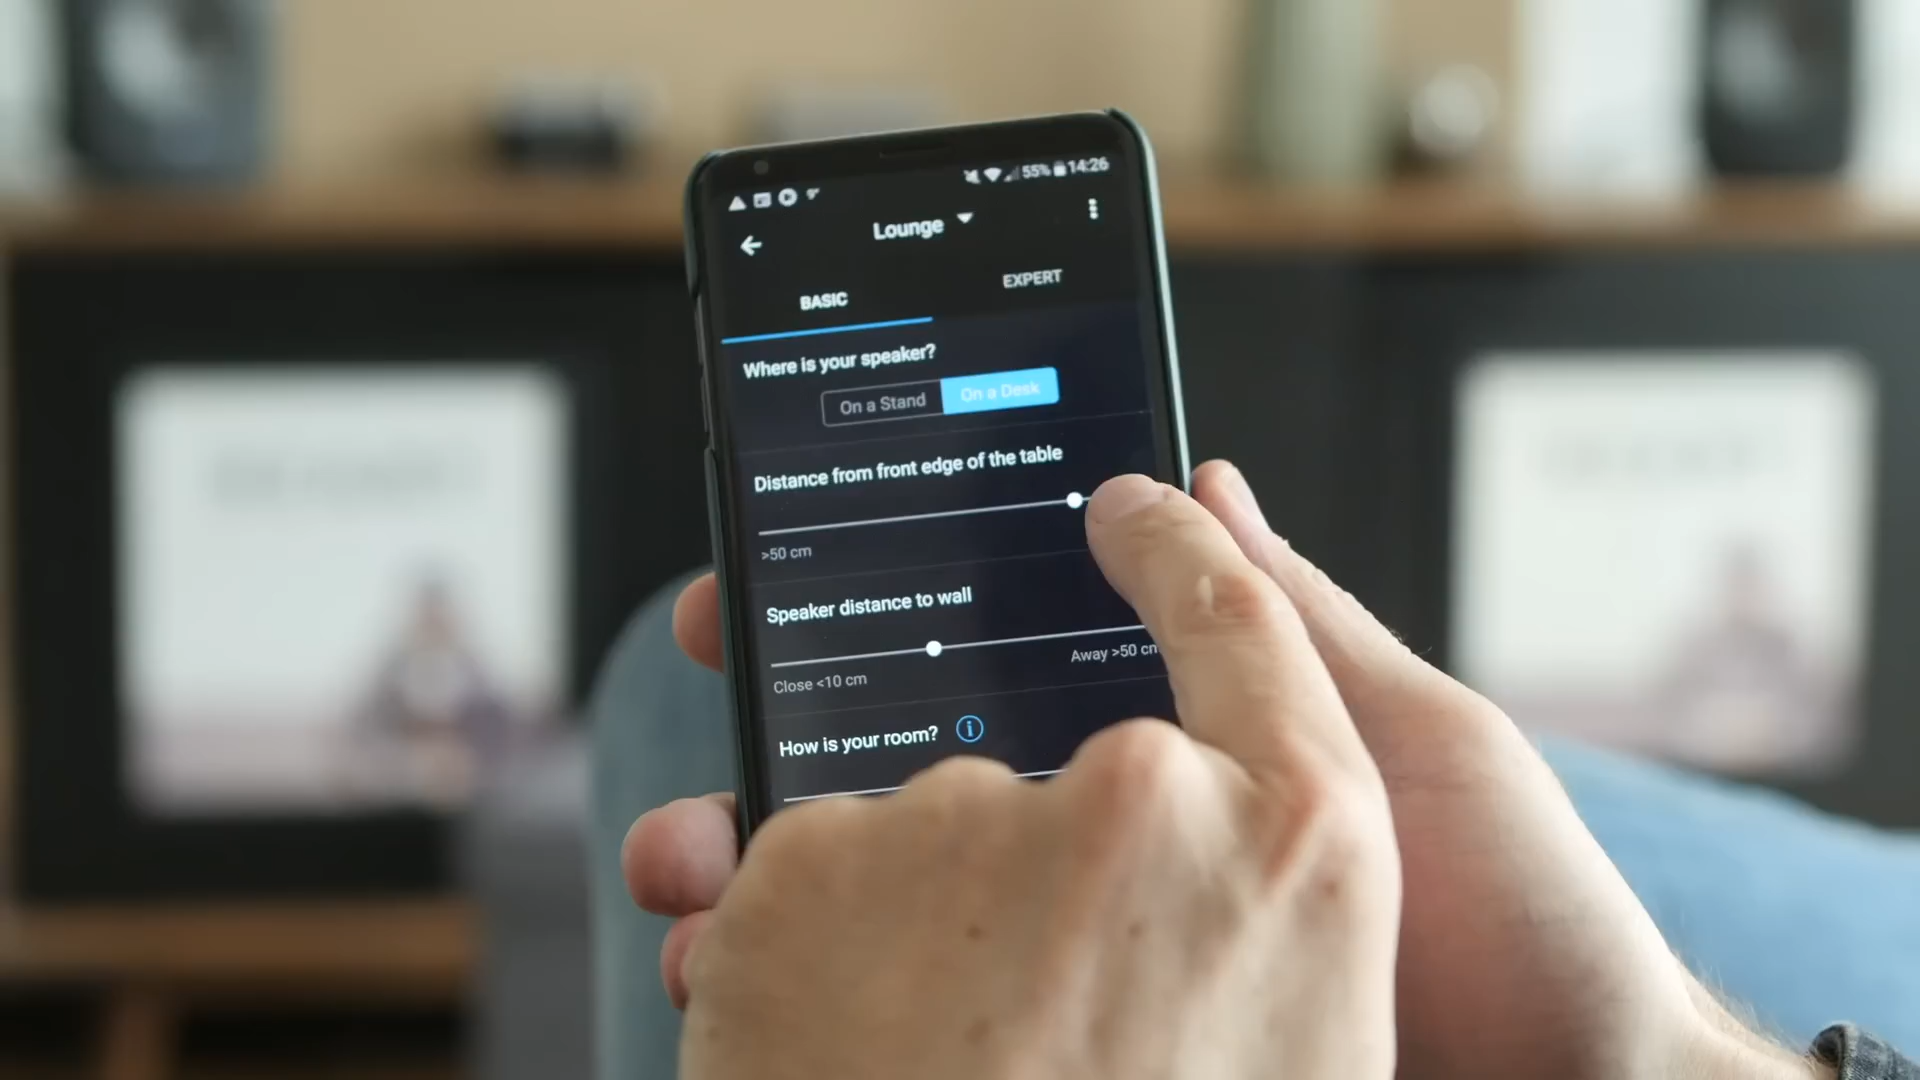 55% 14:26
Lounge
BASIC
EXPERT
Where is your speaker?
On a Stand
On a Desk
Distance from front edge of the table
>50 cm
Speaker distance to wall
Close <10 cm
Away >50 cm
How is your room?